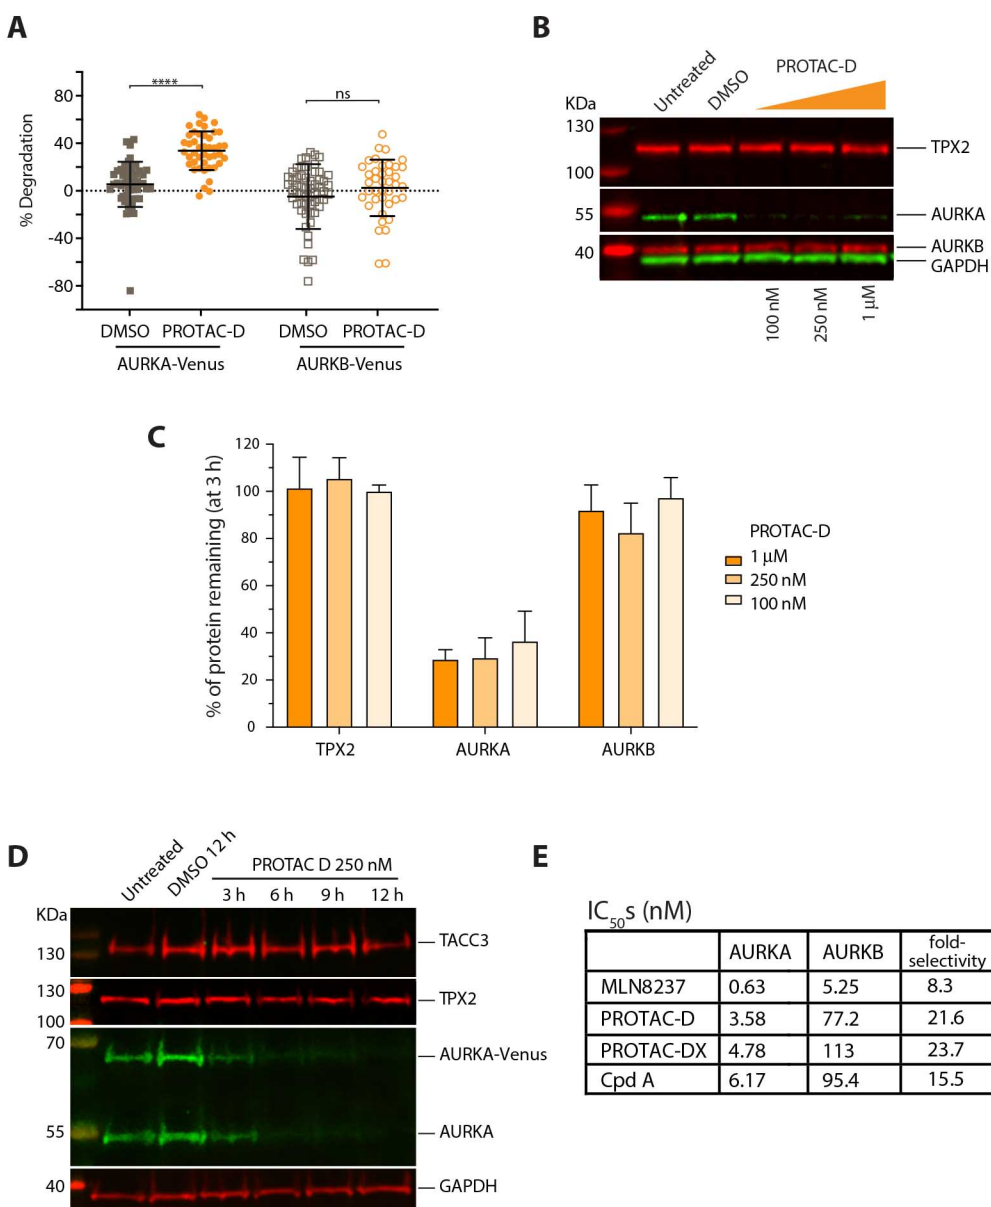 A
% Degradation
80
40
0
-40
-80
****
ns
DMSO PROTAC-D DMSO PROTAC-D
AURKA-Venus AURKB-Venus
B
Untreated
DMSO
PROTAC-D
KDa
130
100
55
40
TPX2
AURKA
AURKB
GAPDH
100 nM
250 nM
1 µM
C
% of protein remaining (at 3 h)
120
100
80
60
40
20
0
TPX2 AURKA AURKB
PROTAC-D
1 µM
250 nM
100 nM
D
Untreated
DMSO 12 h
PROTAC D 250 nM
3 h 6 h 9 h 12 h
KDa
130
130
100
70
55
40
TACC3
TPX2
AURKA-Venus
AURKA
GAPDH
E
IC50s (nM)
AURKA AURKB fold-
selectivity
MLN8237 0.63 5.25 8.3
PROTAC-D 3.58 77.2 21.6
PROTAC-DX 4.78 113 23.7
Cpd A 6.17 95.4 15.5